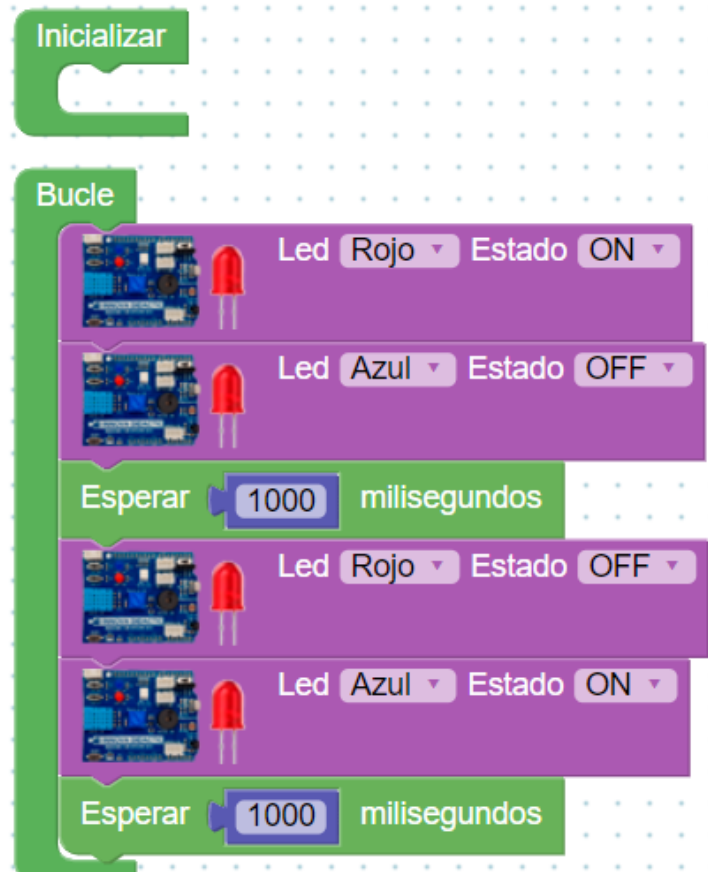 Inicializar
Bucle
Led Rojo Estado ON
Led Azul Estado OFF
Esperar 1000 milisegundos
Led Rojo Estado OFF
Led Azul Estado ON
Esperar 1000 milisegundos